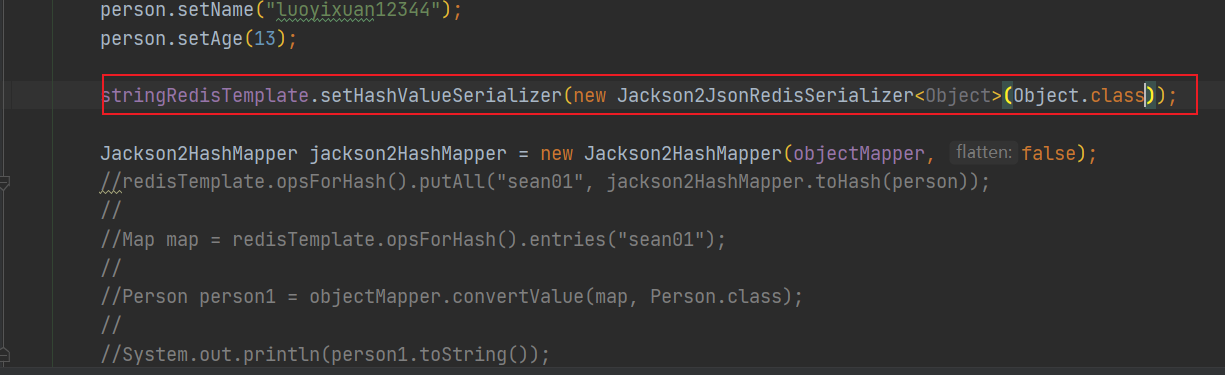 person.setName("luoyixuan12344");
person.setAge(13);
stringRedisTemplate.setHashValueSerializer(new Jackson2JsonRedisSerializer<Object>(Object.class));
Jackson2HashMapper jackson2HashMapper = new Jackson2HashMapper(objectMapper, flatten: false);
//redisTemplate.opsForHash().putAll("sean01", jackson2HashMapper.toHash(person));
//
//Map map = redisTemplate.opsForHash().entries("sean01");
//
//Person person1 = objectMapper.convertValue(map, Person.class);
//
//System.out.println(person1.toString());